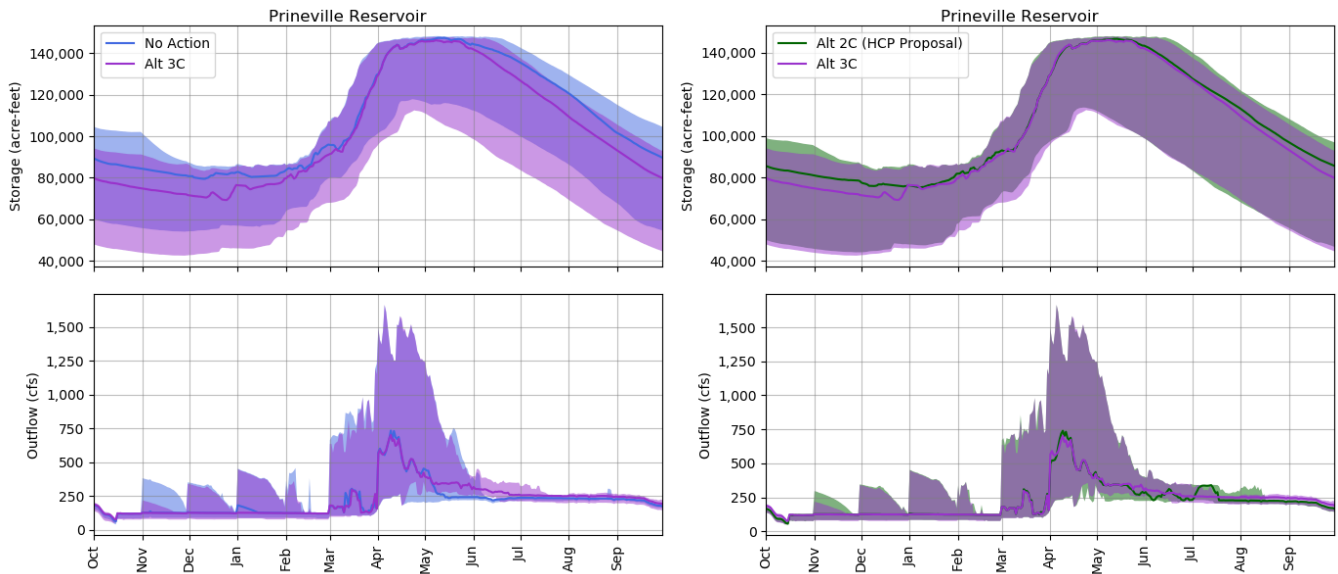 Prineville Reservoir
No Action
Alt 3C
Storage (acre-feet)
140,000
120,000
100,000
80,000
60,000
40,000
Outflow (cfs)
1,500
1,250
1,000
750
500
250
0
Oct
Nov
Dec
Jan
Feb
Mar
Apr
May
Jun
Jul
Aug
Sep
Prineville Reservoir
Alt 2C (HCP Proposal)
Alt 3C
Storage (acre-feet)
140,000
120,000
100,000
80,000
60,000
40,000
Outflow (cfs)
1,500
1,250
1,000
750
500
250
0
Oct
Nov
Dec
Jan
Feb
Mar
Apr
May
Jun
Jul
Aug
Sep